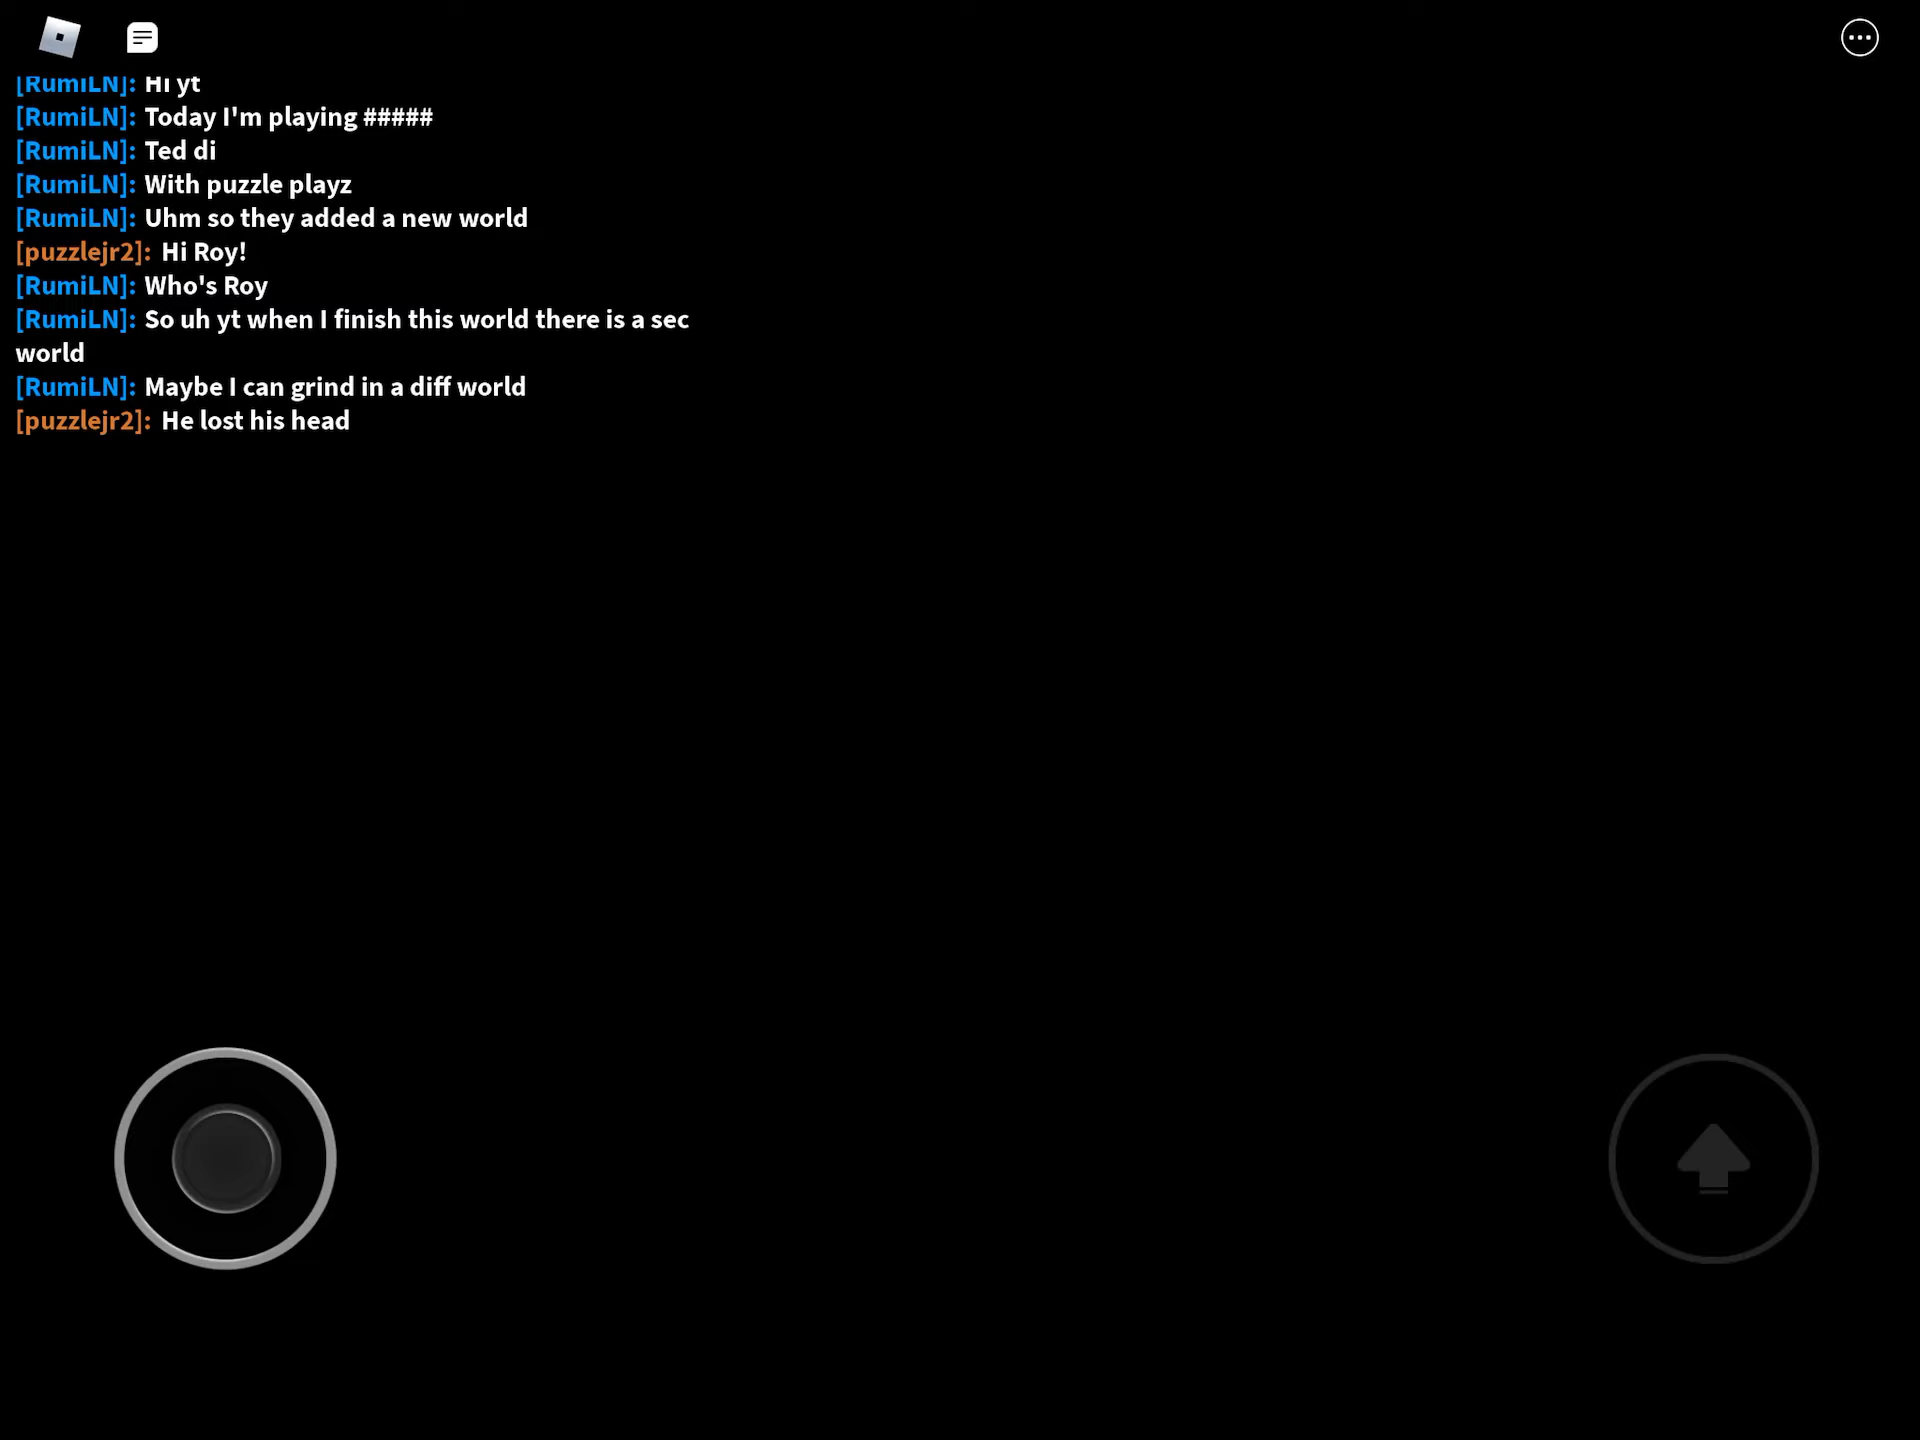 [RumiLN]: Hi yt
[RumiLN]: Today I'm playing #####
[RumiLN]: Ted di
[RumiLN]: With puzzle playz
[RumiLN]: Uhm so they added a new world
[puzzlejr2]: Hi Roy!
[RumiLN]: Who's Roy
[RumiLN]: So uh yt when I finish this world there is a sec
world
[RumiLN]: Maybe I can grind in a diff world
[puzzlejr2]: He lost his head